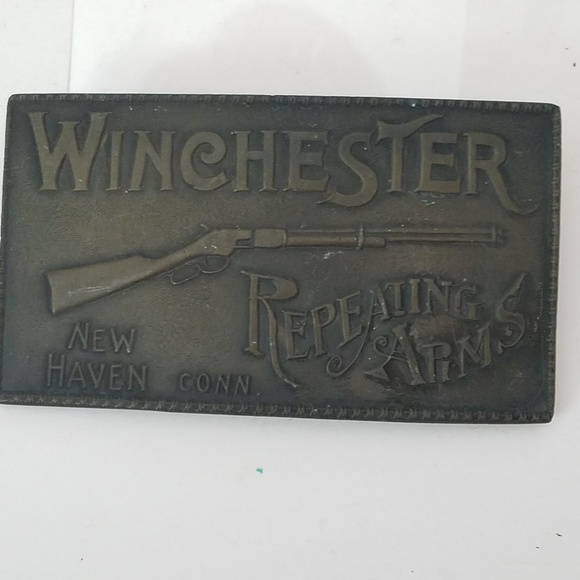 WINCHESTER
REPEATING
ARMS
NEW
HAVEN CONN